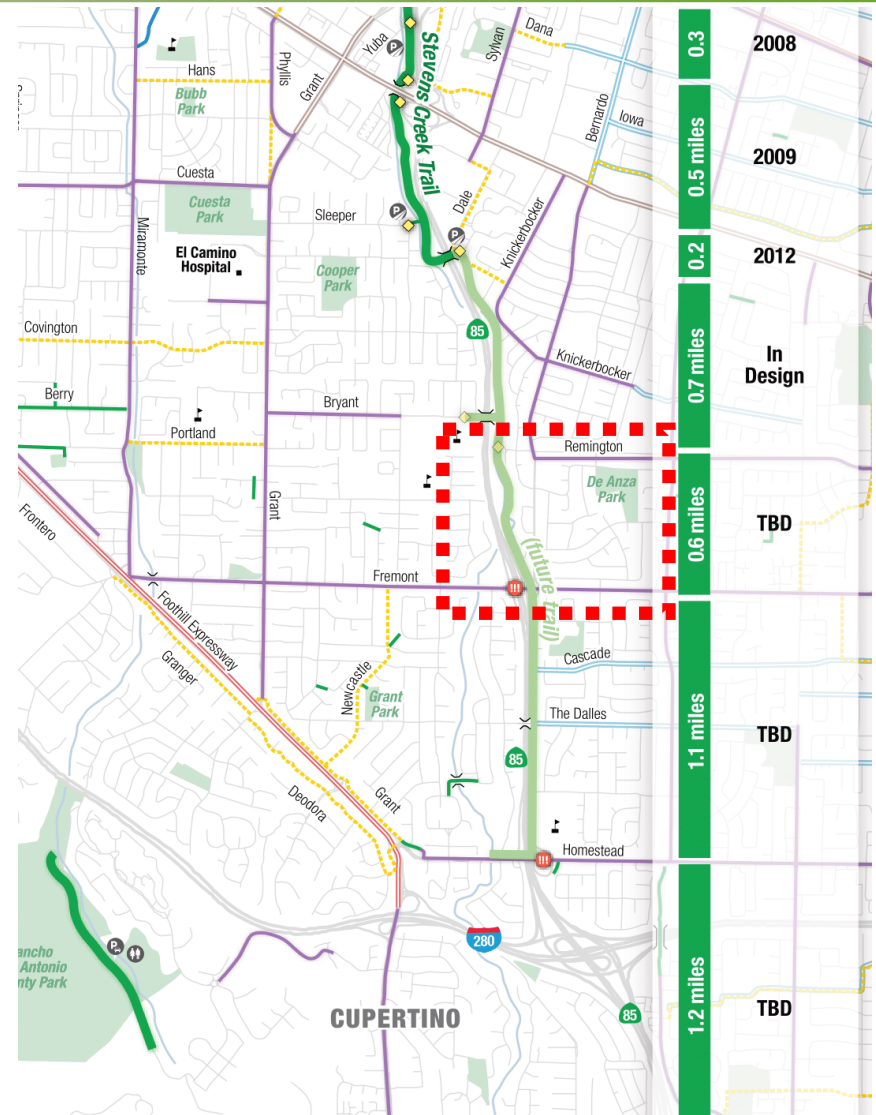 Dana
Yuba
Sylvan
Stevens Creek Trail
0.3
2008
Hans
Phyllis
Grant
Bubb
Park
Bernardo
Iowa
0.5 miles
2009
Cuesta
Cuesta
Park
Miramonte
Sleeper
Dale
Knickerbocker
El Camino
Hospital
Cooper
Park
0.2
2012
Covington
85
Knickerbocker
0.7 miles
In
Design
Berry
Bryant
Portland
Remington
De Anza
Park
Grant
0.6 miles
TBD
Frontero
Fremont
!!!
(future trail)
Foothill Expressway
Granger
Cascade
Newcastle
Grant
Park
The Dalles
1.1 miles
TBD
85
Deodora
Grant
Homestead
!!!
280
P
ancho
Antonio
nty Park
CUPERTINO
85
1.2 miles
TBD